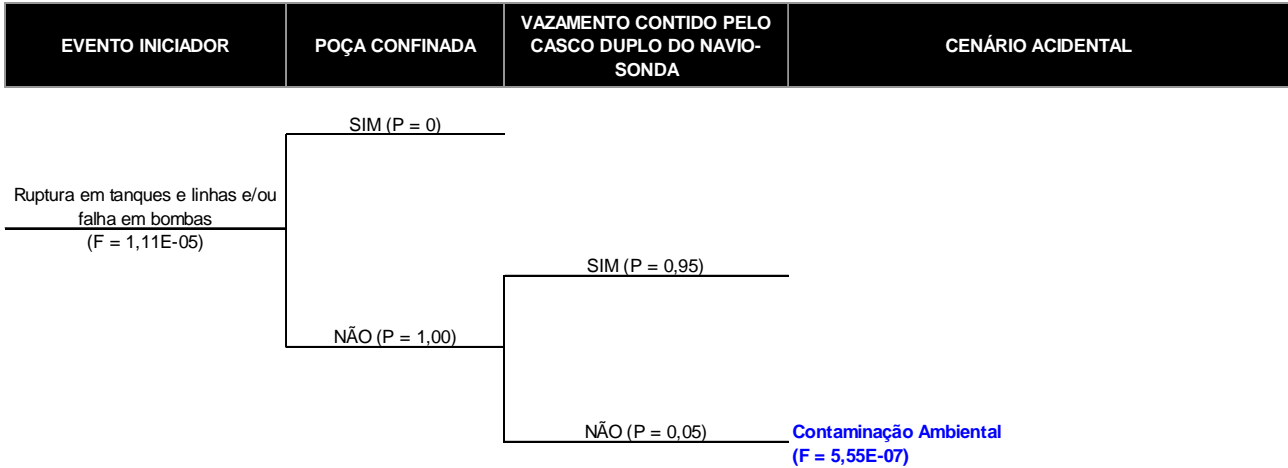 EVENTO INICIADOR
POÇA CONFINADA
VAZAMENTO CONTIDO PELO
CASCO DUPLO DO NAVIO-
SONDA
CENÁRIO ACIDENTAL
SIM (P = 0)
Ruptura em tanques e linhas e/ou
falha em bombas
(F = 1,11E-05)
SIM (P = 0,95)
NÃO (P = 1,00)
NÃO (P = 0,05)
Contaminação Ambiental
(F = 5,55E-07)